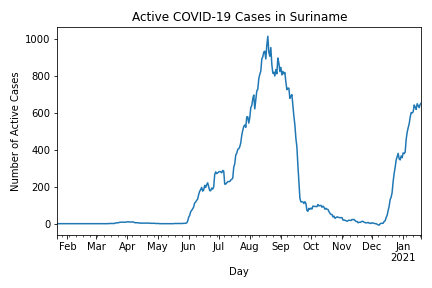 Active COVID-19 Cases in Suriname
Number of Active Cases
1000
800
600
400
200
0
Feb Mar Apr May Jun Jul Aug Sep Oct Nov Dec Jan
2021
Day